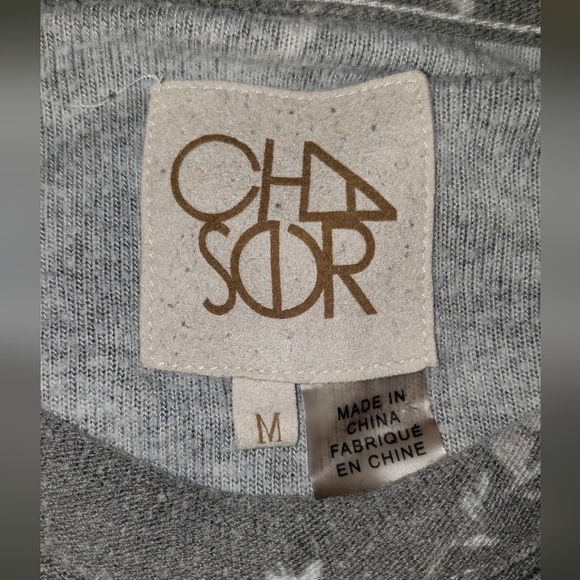 CHA
SER
M
MADE IN
CHINA
FABRIQUÉ
EN CHINE